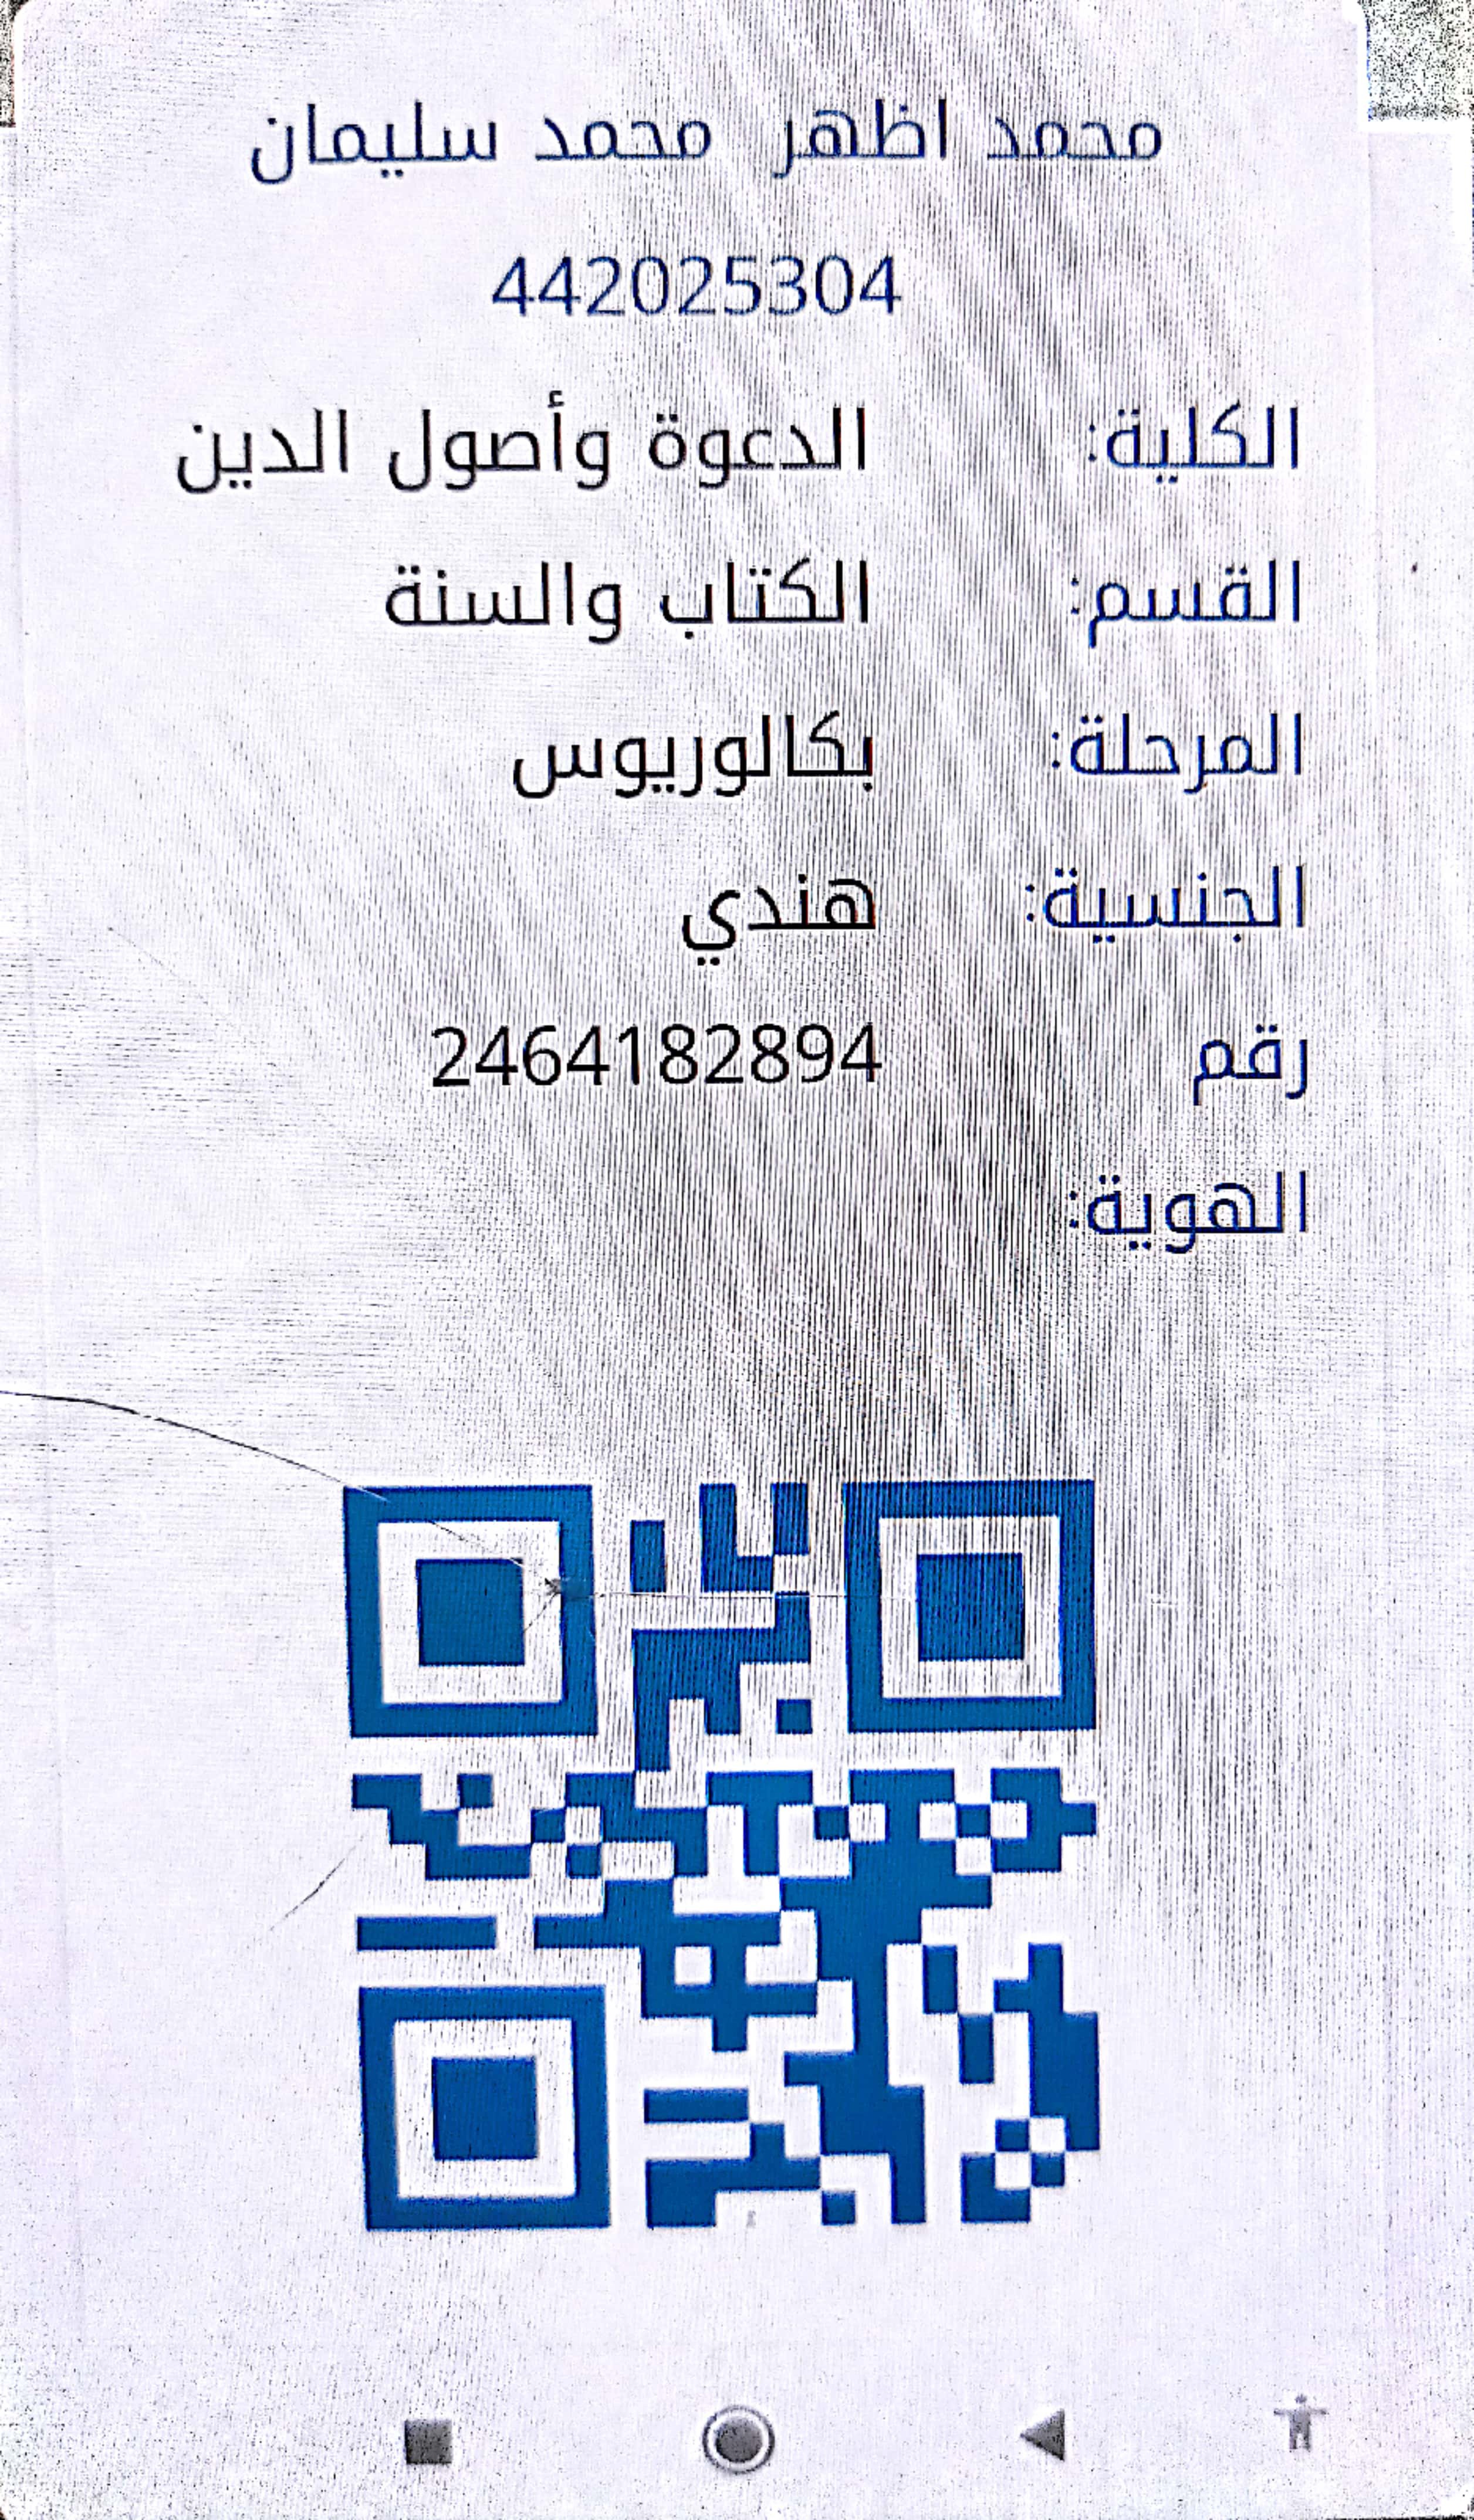 محمد اظهر محمد سليمان
442025304
الكلية: الدعوة وأصول الدين
القسم: الكتاب والسنة
المرحلة: بكالوريوس
الجنسية: هندي
رقم 2464182894
الهوية: